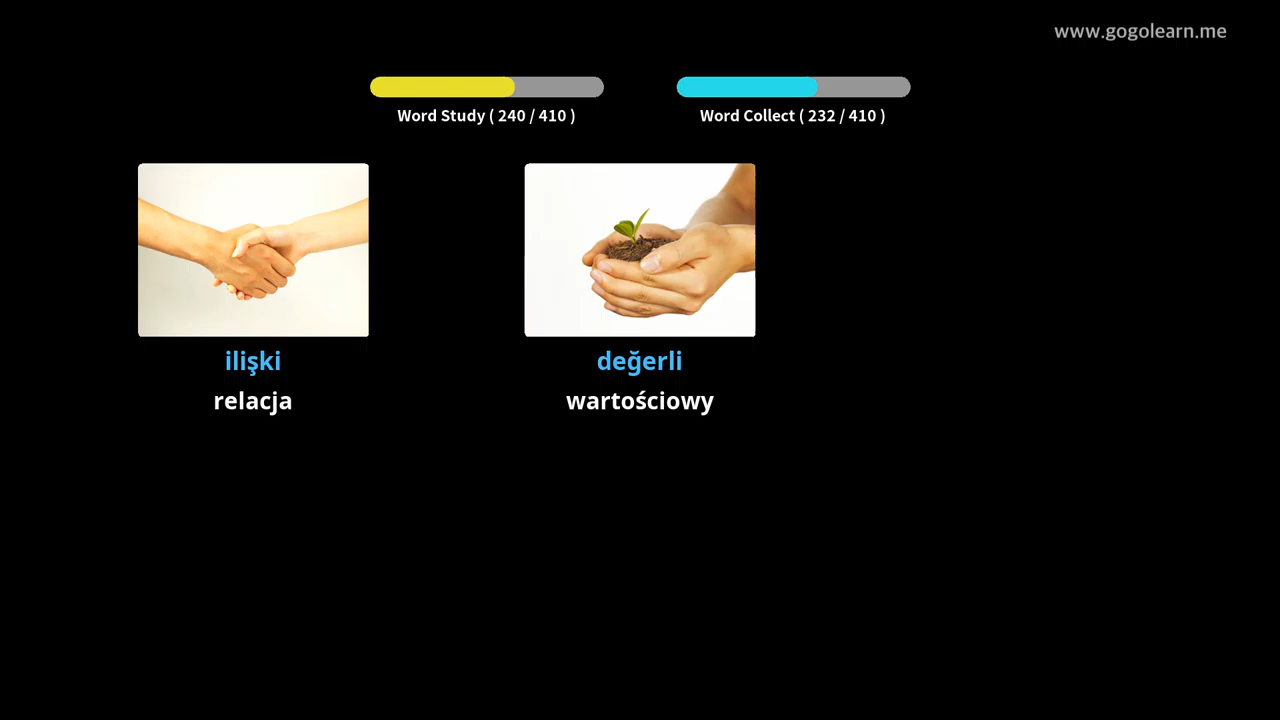 www.gogolearn.me
Word Study ( 240 / 410 )
Word Collect ( 232 / 410 )
ilişki
relacja
değerli
wartościowy